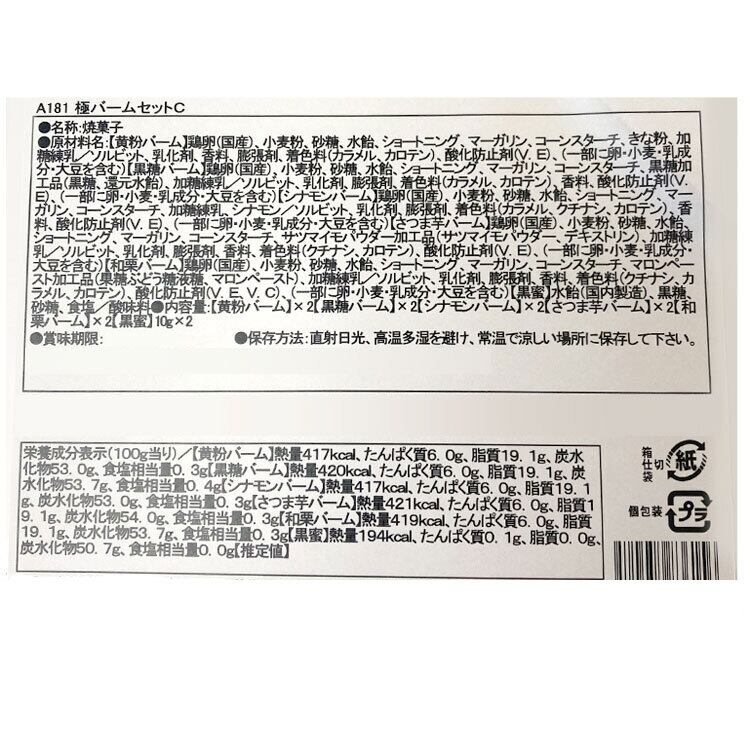 A181 極バームセットC
●名称:焼菓子
●原材料名:【黄粉バーム】鶏卵(国産)、小麦粉、砂糖、水飴、ショートニング、マーガリン、コーンスターチ、きな粉、加
糖練乳／ソルビット、乳化剤、香料、膨張剤、着色料(カラメル、カロテン)、酸化防止剤(V.E)、(一部に卵・小麦・乳成
分・大豆を含む)【黒糖バーム】鶏卵(国産)、小麦粉、砂糖、水飴、ショートニング、マーガリン、コーンスターチ、黒糖加
工品(黒糖、還元水飴)、加糖練乳／ソルビット、乳化剤、膨張剤、着色料(カラメル、カロテン)、香料、酸化防止剤(V.
E)、(一部に卵・小麦・乳成分・大豆を含む)【シナモンバーム】鶏卵(国産)、小麦粉、砂糖、水飴、ショートニング、マー
ガリン、コーンスターチ、加糖練乳、シナモン／ソルビット、乳化剤、膨張剤、着色料(カラメル、クチナシ、カロテン)、香
料、酸化防止剤(V.E)、(一部に卵・小麦・乳成分・大豆を含む)【さつま芋バーム】鶏卵(国産)、小麦粉、砂糖、水飴、
ショートニング、マーガリン、コーンスターチ、サツマイモパウダー加工品(サツマイモパウダー、デキストリン)、加糖練
乳／ソルビット、乳化剤、膨張剤、香料、着色料(クチナシ、カロテン)、酸化防止剤(V.E)、(一部に卵・小麦・乳成分・
大豆を含む)【和栗バーム】鶏卵(国産)、小麦粉、砂糖、水飴、ショートニング、マーガリン、コーンスターチ、マロンペー
スト加工品(果糖ぶどう糖液糖、マロンペースト)、加糖練乳／ソルビット、乳化剤、膨張剤、香料、着色料(クチナシ、カ
ラメル、カロテン)、酸化防止剤(V.E、V.C)、(一部に卵・小麦・乳成分・大豆を含む)【黒蜜】水飴(国内製造)、黒糖、
砂糖、食塩／酸味料●内容量:【黄粉バーム】×2【黒糖バーム】×2【シナモンバーム】×2【さつま芋バーム】×2【和
栗バーム】×2【黒蜜】10g×2
●賞味期限: ●保存方法:直射日光、高温多湿を避け、常温で涼しい場所に保存して下さい。
栄養成分表示(100g当り)／【黄粉バーム】熱量417kcal、たんぱく質6.0g、脂質19.1g、炭水
化物53.0g、食塩相当量0.3g【黒糖バーム】熱量420kcal、たんぱく質6.0g、脂質19.1g、
炭水化物53.7g、食塩相当量0.4g【シナモンバーム】熱量417kcal、たんぱく質6.0g、脂質19.1
g、炭水化物53.0g、食塩相当量0.3g【さつま芋バーム】熱量421kcal、たんぱく質6.0g、脂質1
9.1g、炭水化物54.0g、食塩相当量0.3g【和栗バーム】熱量419kcal、たんぱく質6.0g、脂質
19.1g、炭水化物53.7g、食塩相当量0.3g【黒蜜】熱量194kcal、たんぱく質0.1g、脂質0.0g、
炭水化物50.7g、食塩相当量0.0g【推定値】
箱
仕切
袋
紙
個包装
プラ